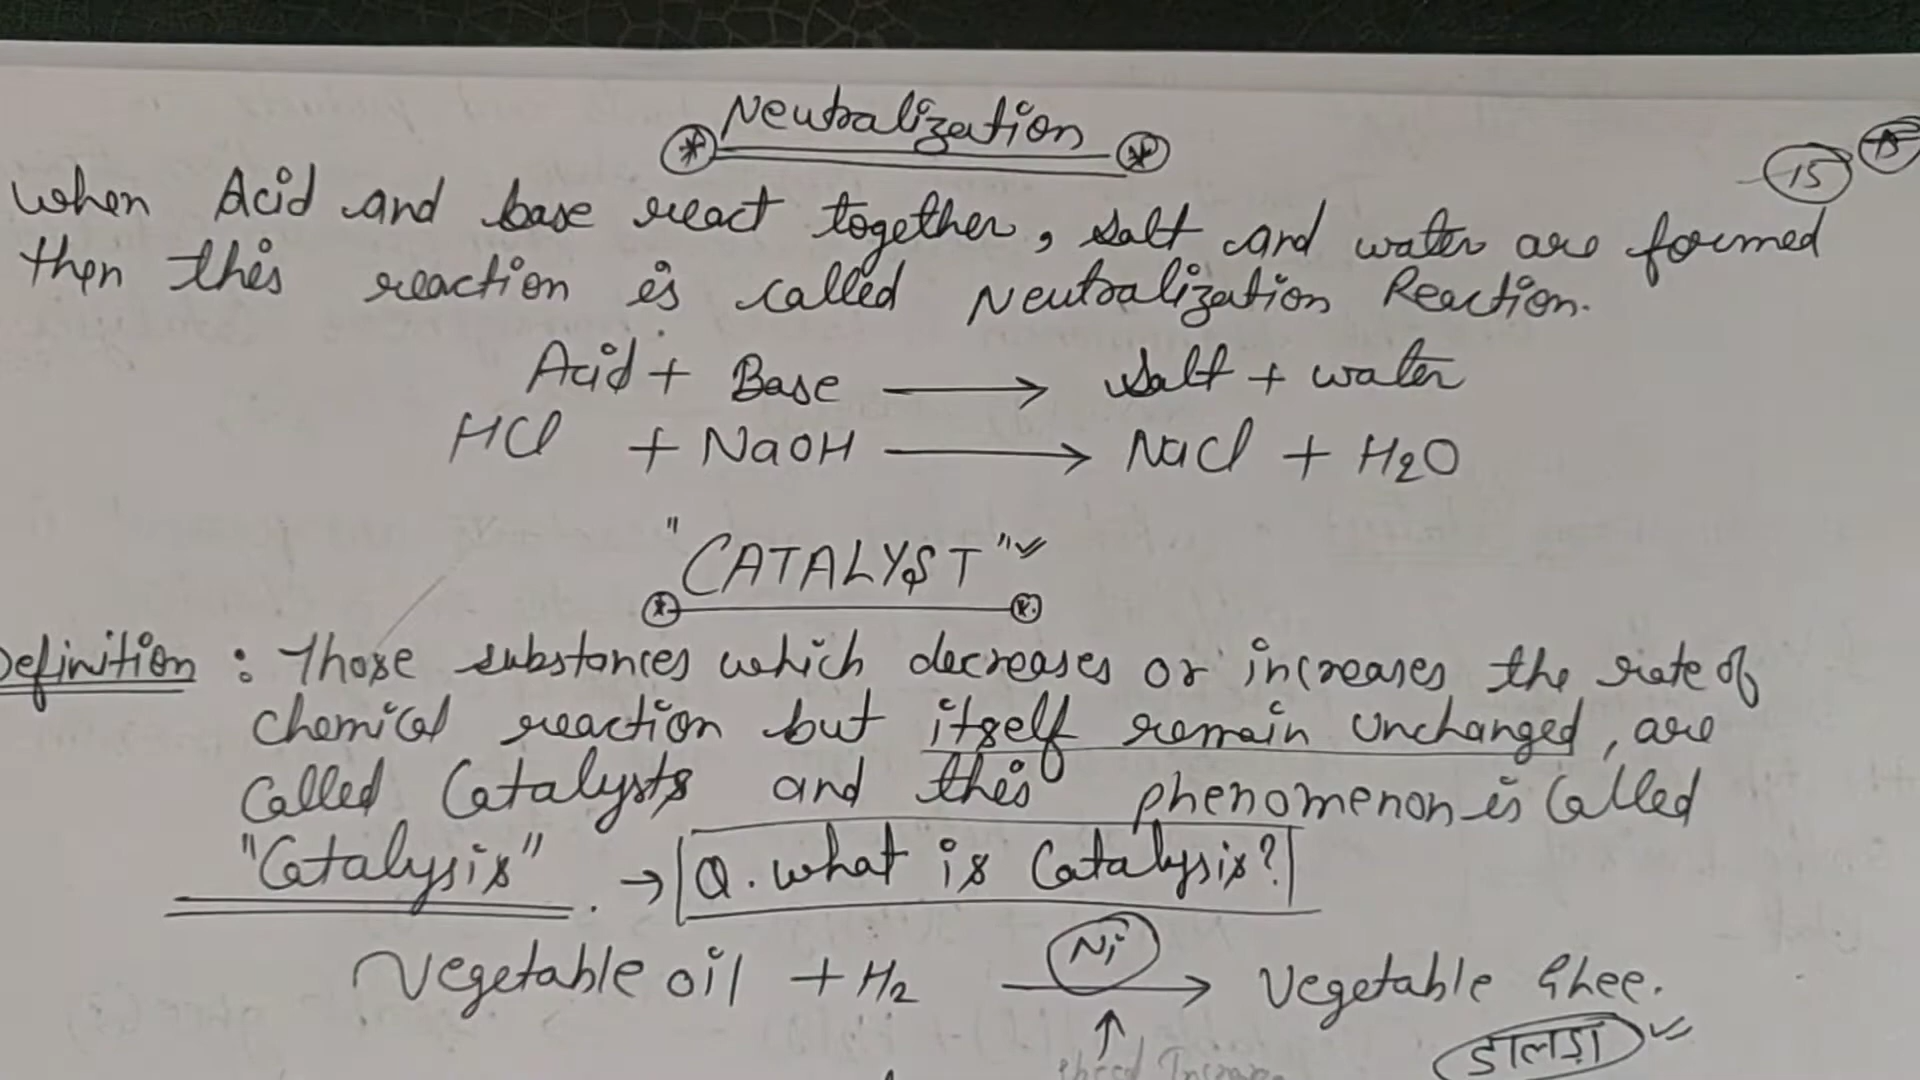 Neutralization
15
When Acid and base react together, salt and water are formed
then this reaction is called Neutralization Reaction.
Acid + Base → Salt + water
HCl + NaOH → NaCl + H2O
"CATALYST"
Definition : Those substances which decreases or increases the rate of
chemical reaction but itself remain unchanged, are
called Catalysts and this phenomenon is called
"Catalysis". → Q. what is Catalysis?
Vegetable oil + H2 Ni → Vegetable Ghee.
डालडा